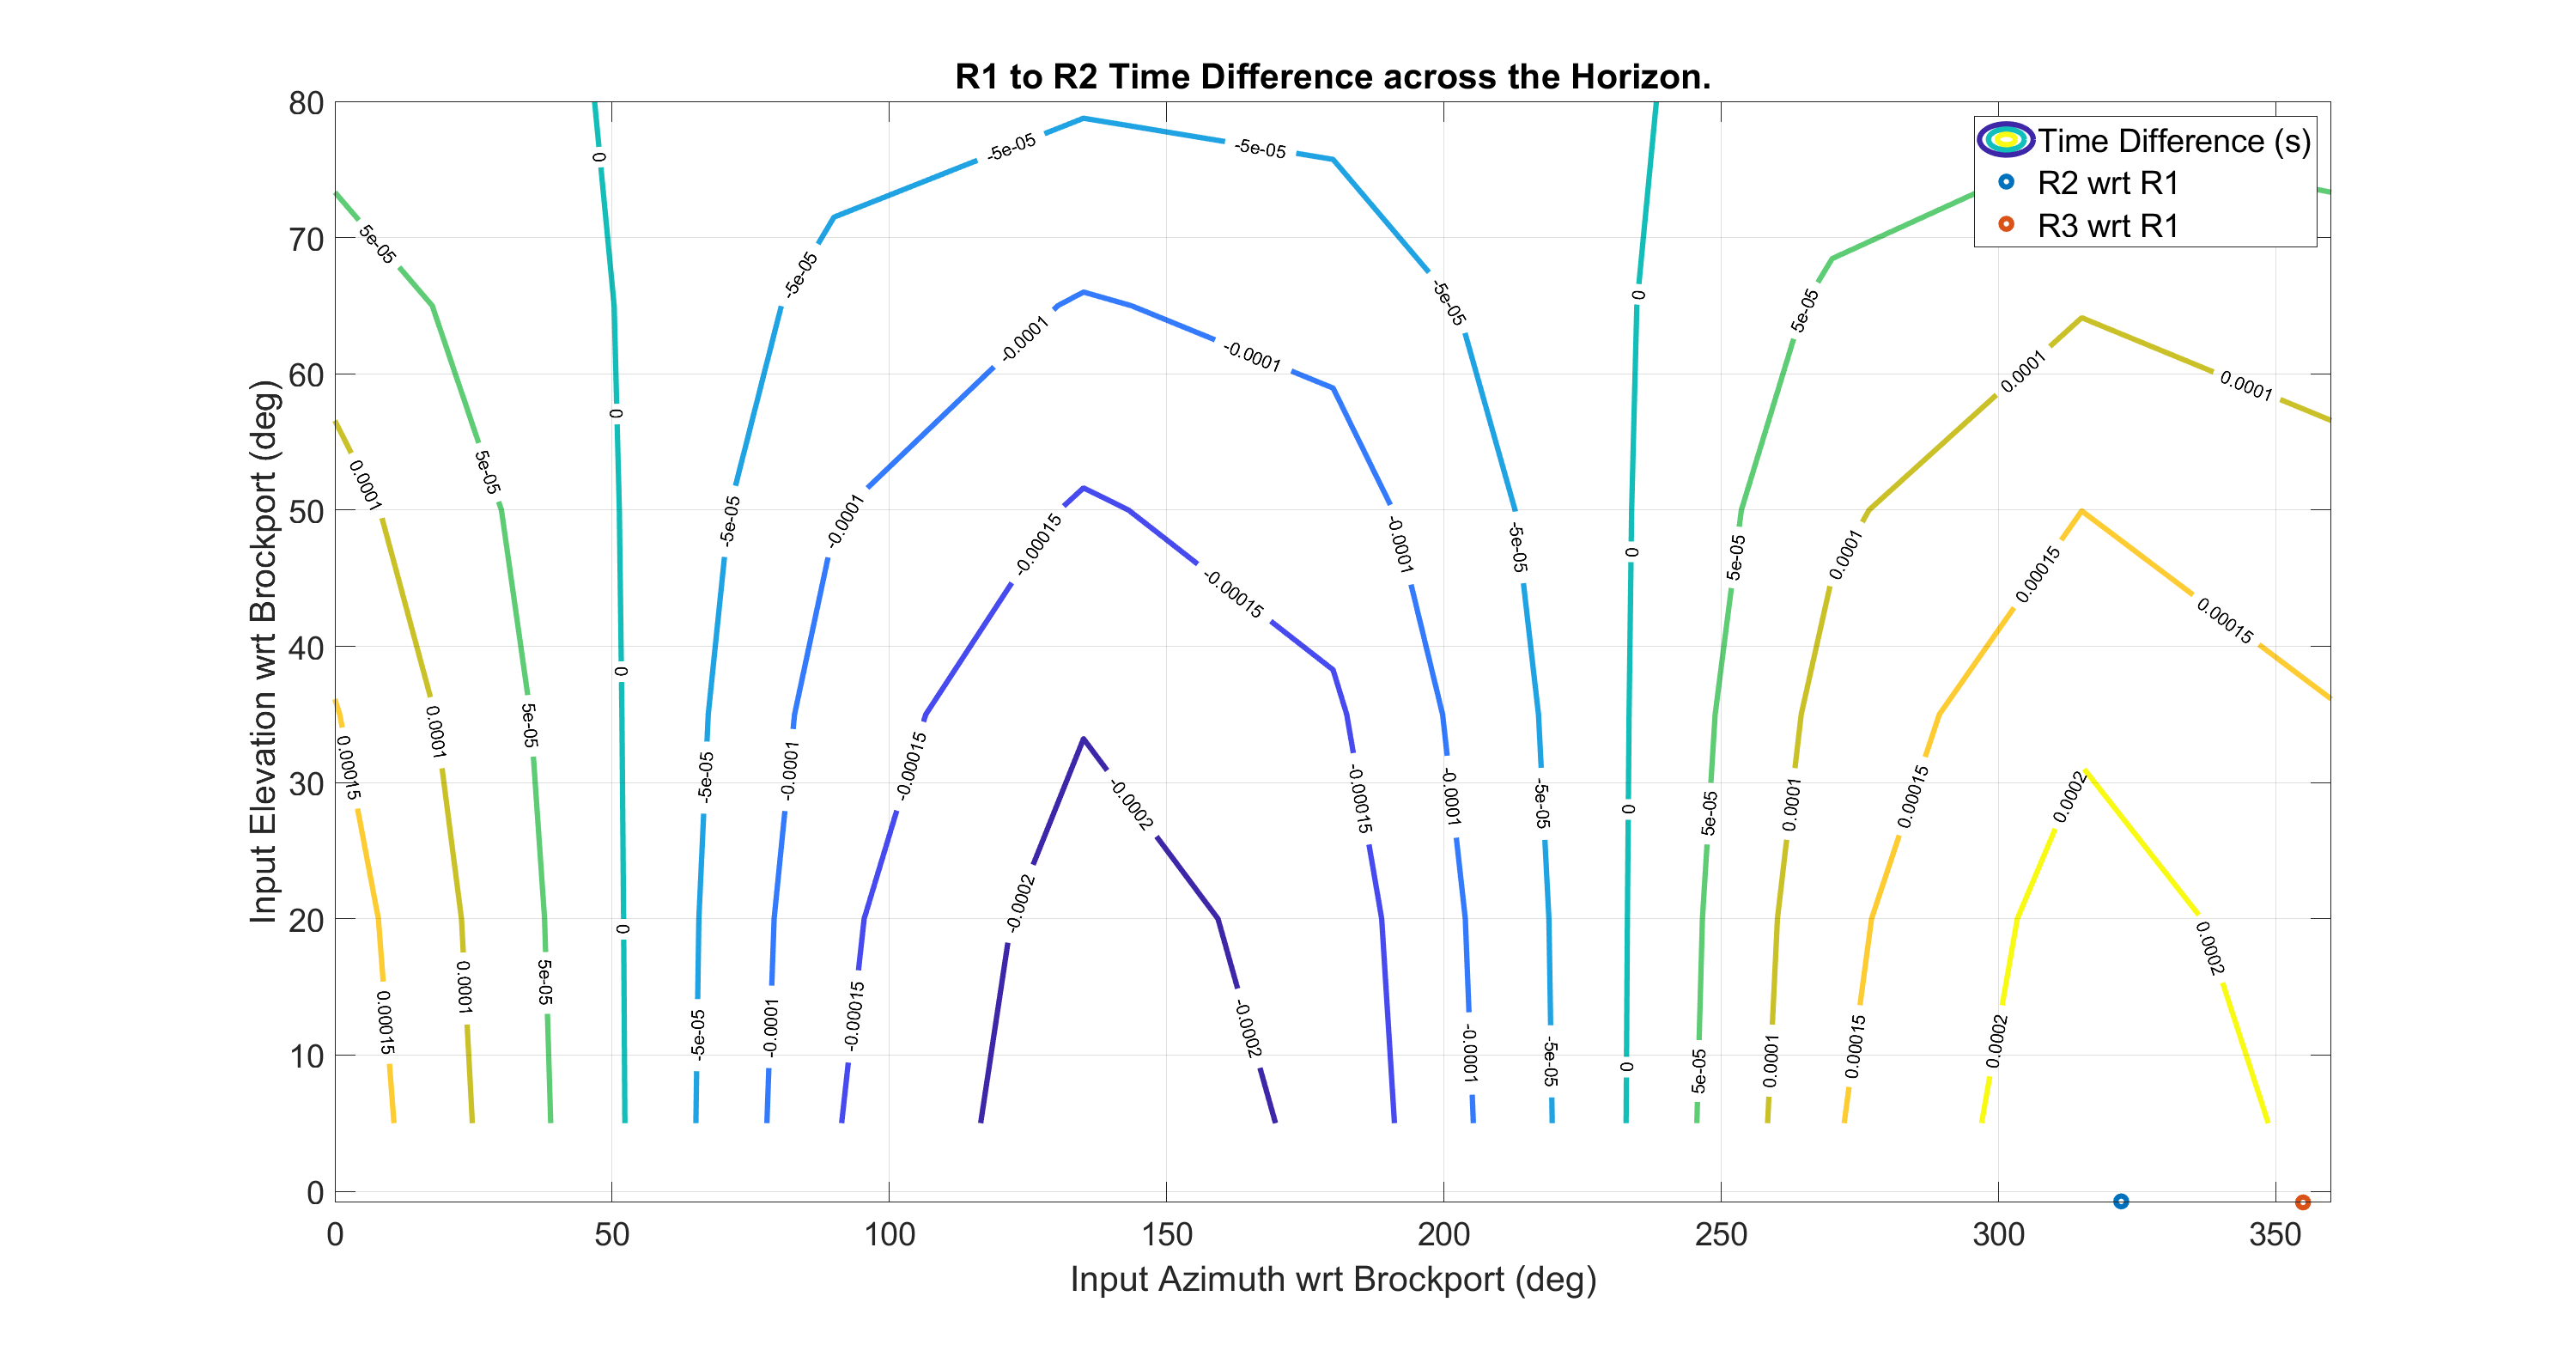 R1 to R2 Time Difference across the Horizon.
Time Difference (s)
R2 wrt R1
R3 wrt R1
Input Elevation wrt Brockport (deg)
80
70
60
50
40
30
20
10
0
0 50 100 150 200 250 300 350
Input Azimuth wrt Brockport (deg)
5e-05
5e-05
5e-05
5e-05
0.0001
0.0001
0.0001
0.00015
0.00015
0
0
0
0
-5e-05
-5e-05
-5e-05
-5e-05
-5e-05
-5e-05
-5e-05
-5e-05
-5e-05
-5e-05
-0.0001
-0.0001
-0.0001
-0.0001
-0.0001
-0.0001
-0.0001
-0.0001
-0.00015
-0.00015
-0.00015
-0.00015
-0.00015
-0.0002
-0.0002
-0.0002
0
0
0
0
5e-05
5e-05
5e-05
5e-05
0.0001
0.0001
0.0001
0.0001
0.0001
0.00015
0.00015
0.00015
0.00015
0.0002
0.0002
0.0002